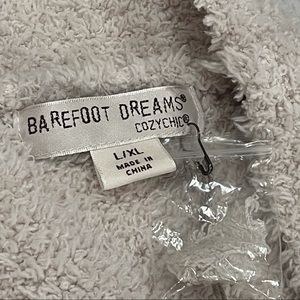 BAREFOOT DREAMS®
COZYCHIC®
L/XL
MADE IN
CHINA